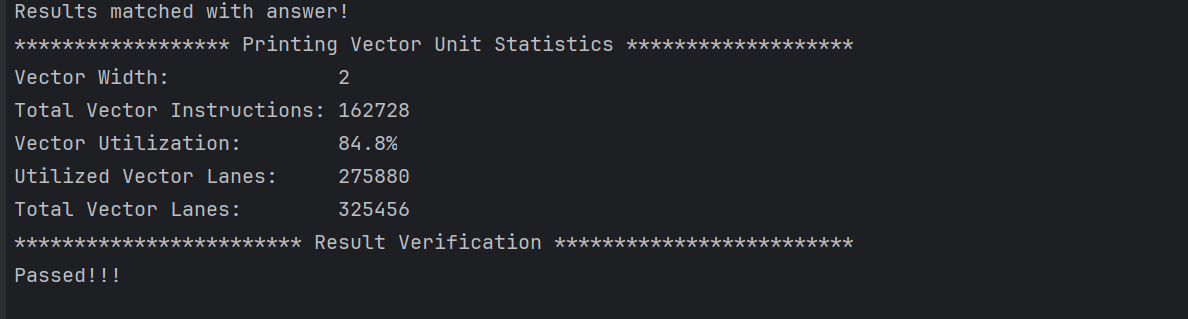 Results matched with answer!
****************** Printing Vector Unit Statistics *******************
Vector Width:              2
Total Vector Instructions: 162728
Vector Utilization:        84.8%
Utilized Vector Lanes:     275880
Total Vector Lanes:        325456
************************ Result Verification *************************
Passed!!!